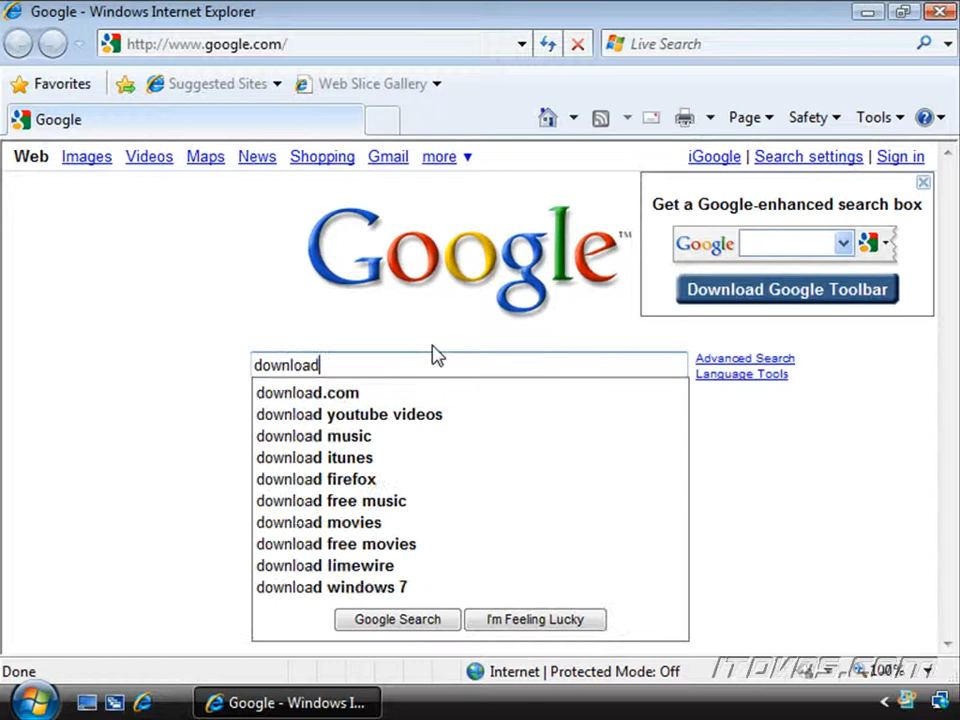 Google - Windows Internet Explorer
http://www.google.com/
Live Search
Favorites
Suggested Sites
Web Slice Gallery
Google
Page
Safety
Tools
Web Images Videos Maps News Shopping Gmail more ▼
iGoogle | Search settings | Sign in
Get a Google-enhanced search box
Google
Download Google Toolbar
Google™
download
Advanced Search
Language Tools
download.com
download youtube videos
download music
download itunes
download firefox
download free music
download movies
download free movies
download limewire
download windows 7
Google Search
I'm Feeling Lucky
Done
Internet | Protected Mode: Off
100%
ITDVDS.COM
Google - Windows I...